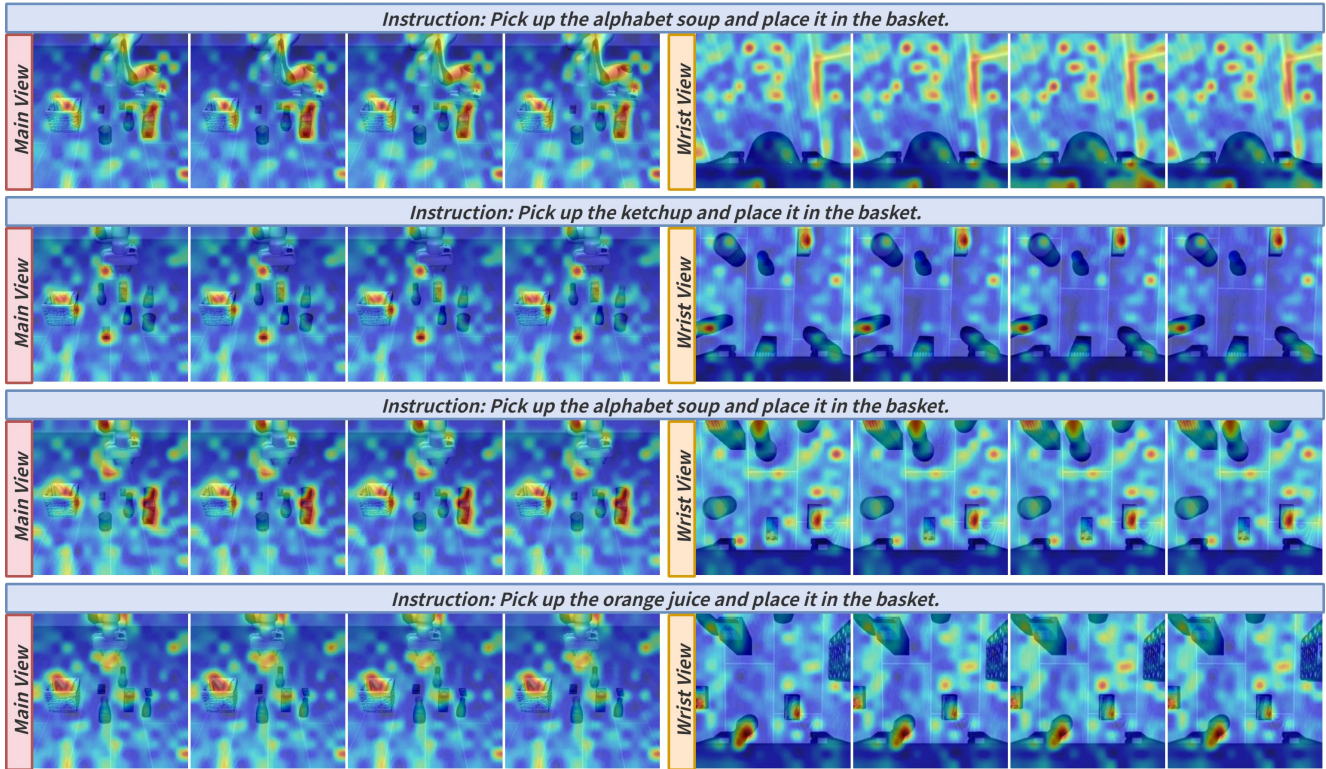 Instruction: Pick up the alphabet soup and place it in the basket.
Main View
Wrist View
Instruction: Pick up the ketchup and place it in the basket.
Main View
Wrist View
Instruction: Pick up the alphabet soup and place it in the basket.
Main View
Wrist View
Instruction: Pick up the orange juice and place it in the basket.
Main View
Wrist View